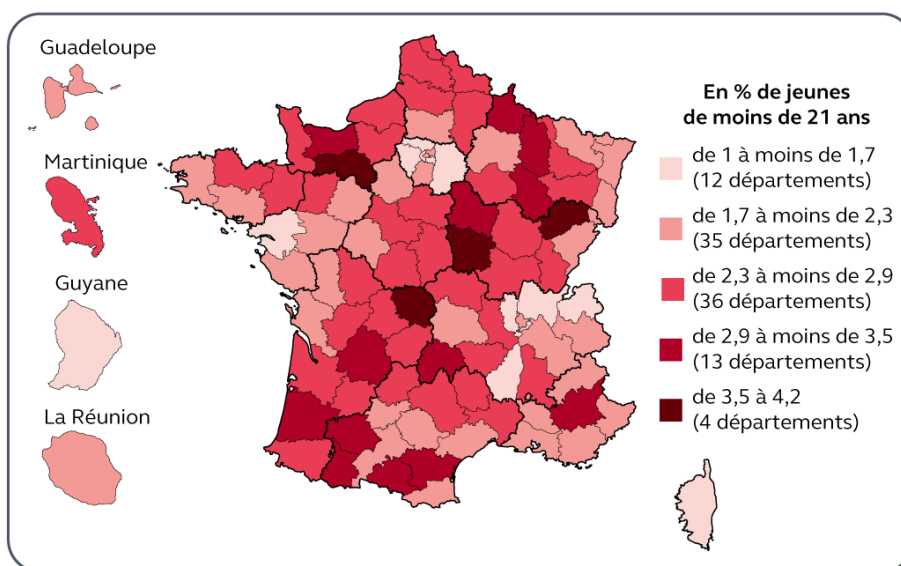 Guadeloupe
Martinique
Guyane
La Réunion
En % de jeunes
de moins de 21 ans
de 1 à moins de 1,7
(12 départements)
de 1,7 à moins de 2,3
(35 départements)
de 2,3 à moins de 2,9
(36 départements)
de 2,9 à moins de 3,5
(13 départements)
de 3,5 à 4,2
(4 départements)